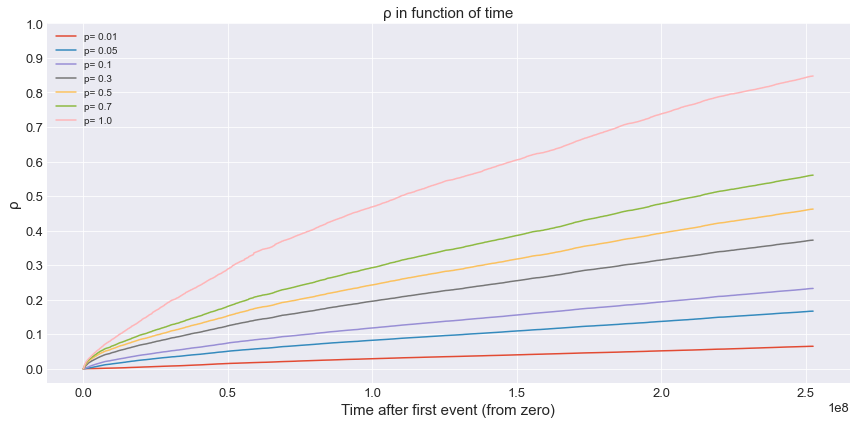 ρ in function of time
1.0
0.9
0.8
0.7
0.6
0.5
0.4
0.3
0.2
0.1
0.0
ρ
p= 0.01
p= 0.05
p= 0.1
p= 0.3
p= 0.5
p= 0.7
p= 1.0
0.0 0.5 1.0 1.5 2.0 2.5
1e8
Time after first event (from zero)